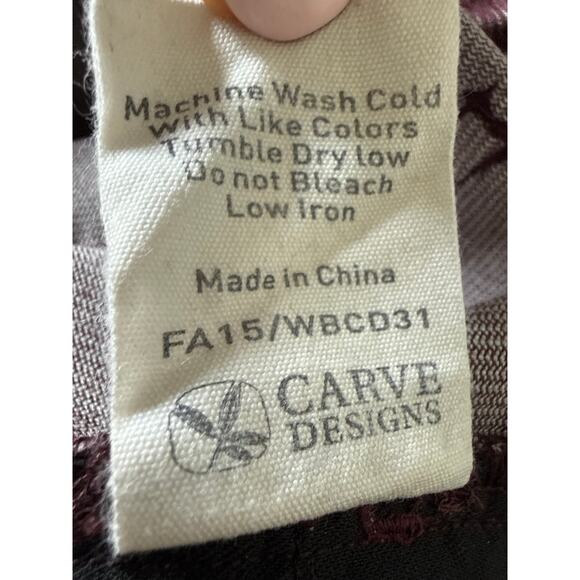 Machine Wash Cold
With Like Colors
Tumble Dry low
Do not Bleach
Low Iron
Made in China
FA15/WBCD31
CARVE
DESIGNS